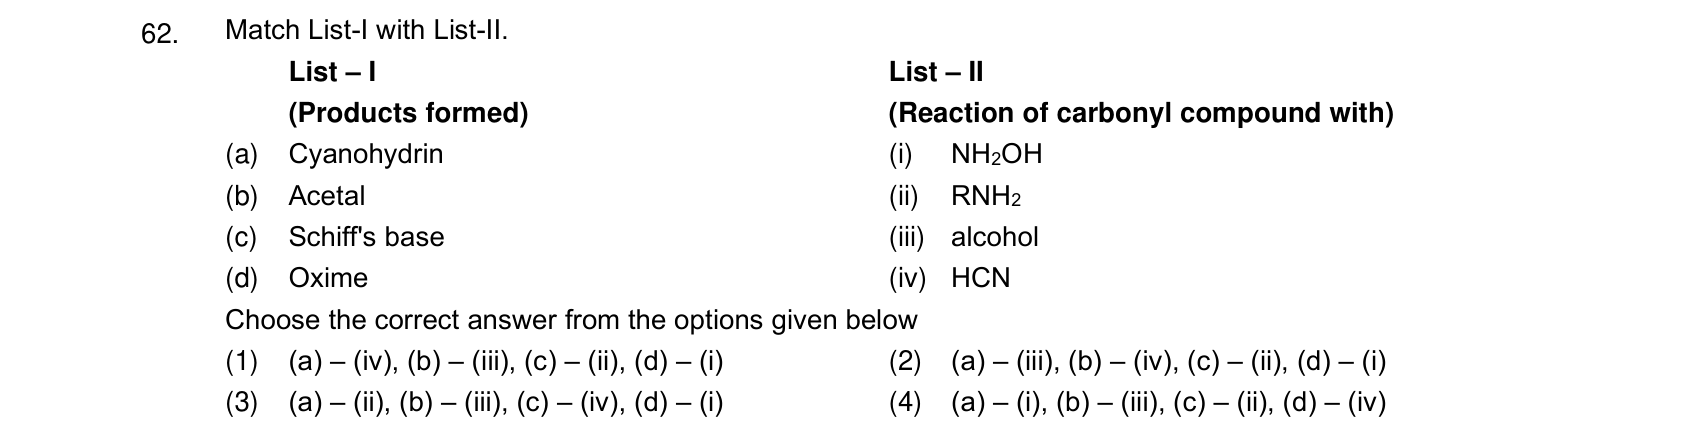 62. Match List-I with List-II.
List – I List – II
(Products formed) (Reaction of carbonyl compound with)
(a) Cyanohydrin (i) NH2OH
(b) Acetal (ii) RNH2
(c) Schiff's base (iii) alcohol
(d) Oxime (iv) HCN
Choose the correct answer from the options given below
(1) (a) – (iv), (b) – (iii), (c) – (ii), (d) – (i) (2) (a) – (iii), (b) – (iv), (c) – (ii), (d) – (i)
(3) (a) – (ii), (b) – (iii), (c) – (iv), (d) – (i) (4) (a) – (i), (b) – (iii), (c) – (ii), (d) – (iv)